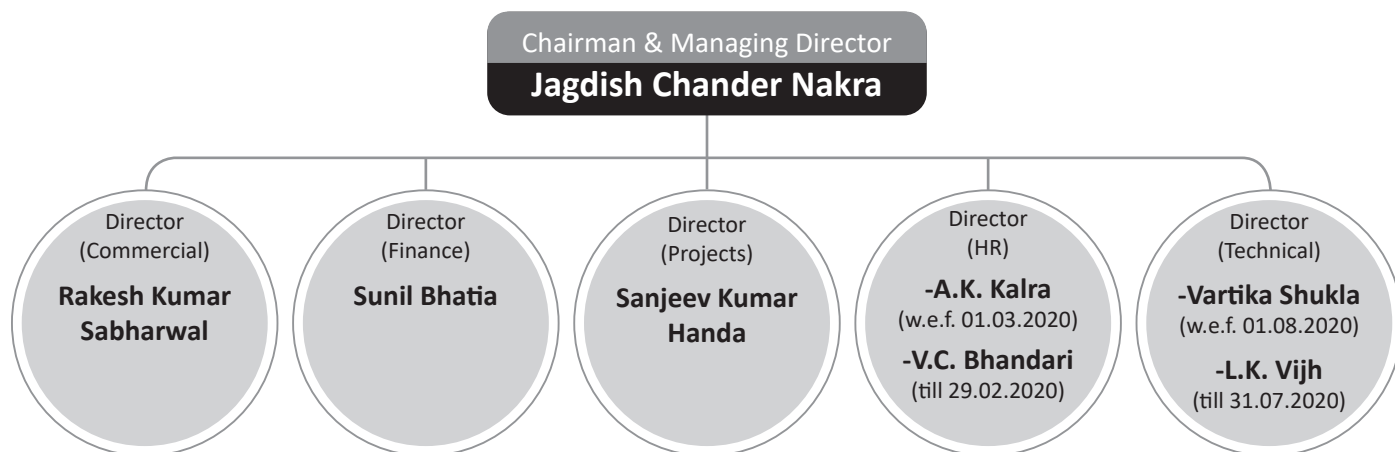 Chairman & Managing Director
Jagdish Chander Nakra
Director
(Commercial)
Rakesh Kumar
Sabharwal
Director
(Finance)
Sunil Bhatia
Director
(Projects)
Sanjeev Kumar
Handa
Director
(HR)
-A.K. Kalra
(w.e.f. 01.03.2020)
-V.C. Bhandari
(till 29.02.2020)
Director
(Technical)
-Vartika Shukla
(w.e.f. 01.08.2020)
-L.K. Vijh
(till 31.07.2020)